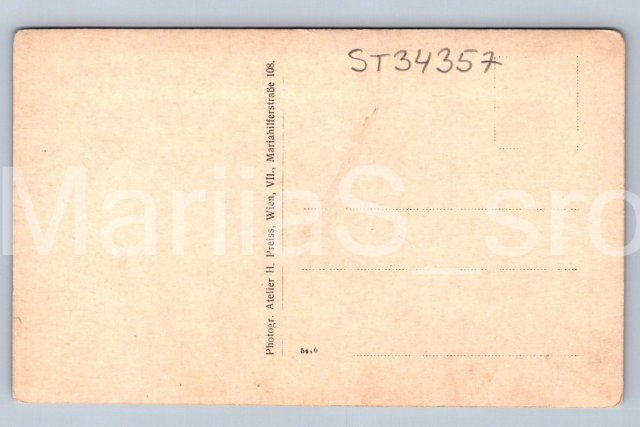 ST34357
Photogr. Atelier H. Preiss, Wien, VII., Mariahilferstraße 108.
MariiaS_sro